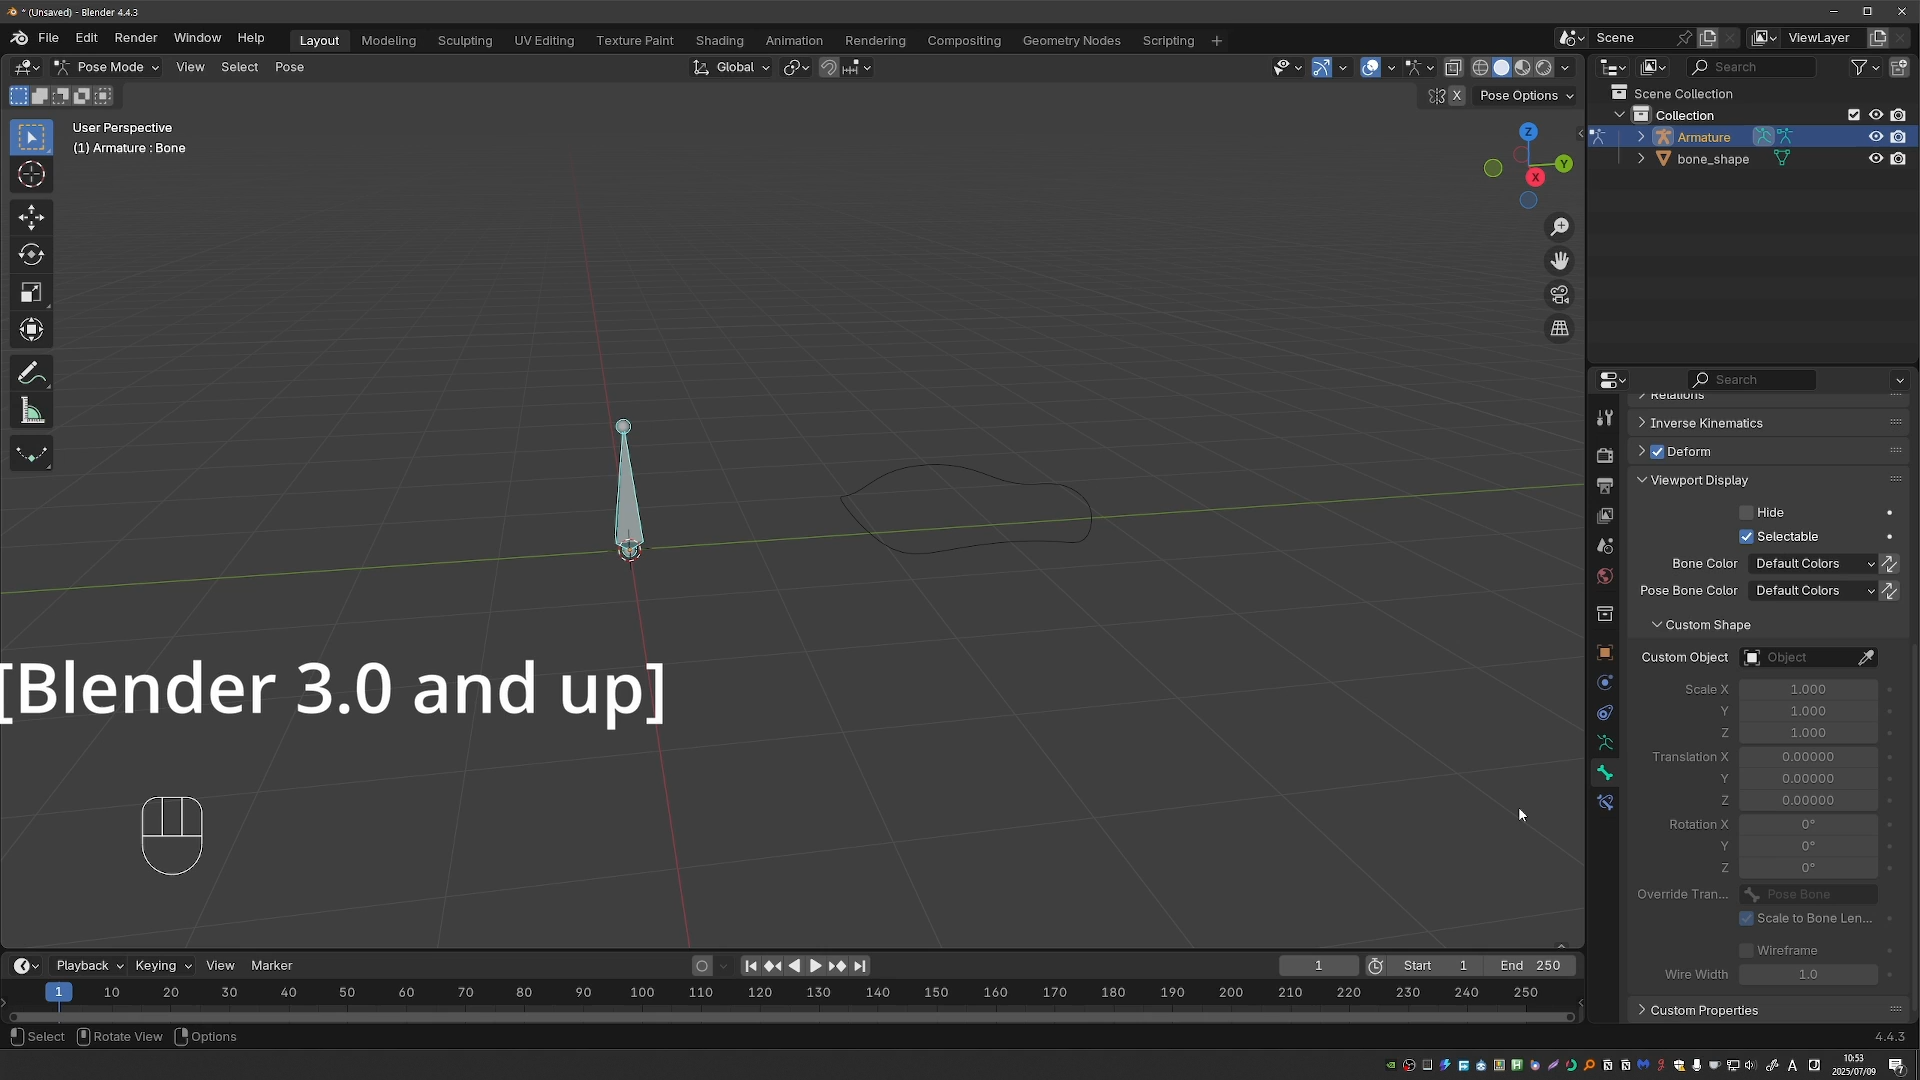 * (Unsaved) - Blender 4.4.3
File Edit Render Window Help
Layout Modeling Sculpting UV Editing Texture Paint Shading Animation Rendering Compositing Geometry Nodes Scripting +
Scene
ViewLayer
Pose Mode View Select Pose
Global
X Pose Options
User Perspective
(1) Armature : Bone
Z
Y
X
Search
Scene Collection
Collection
Armature
bone_shape
Search
Relations
Inverse Kinematics
Deform
Viewport Display
Hide
Selectable
Bone Color Default Colors
Pose Bone Color Default Colors
Custom Shape
Custom Object Object
Scale X 1.000
Y 1.000
Z 1.000
Translation X 0.00000
Y 0.00000
Z 0.00000
Rotation X 0°
Y 0°
Z 0°
Override Tran... Pose Bone
Scale to Bone Len...
Wireframe
Wire Width 1.0
Custom Properties
[Blender 3.0 and up]
Playback Keying View Marker
1 Start 1 End 250
1 10 20 30 40 50 60 70 80 90 100 110 120 130 140 150 160 170 180 190 200 210 220 230 240 250
Select Rotate View Options
4.4.3
A
10:53
2025/07/09